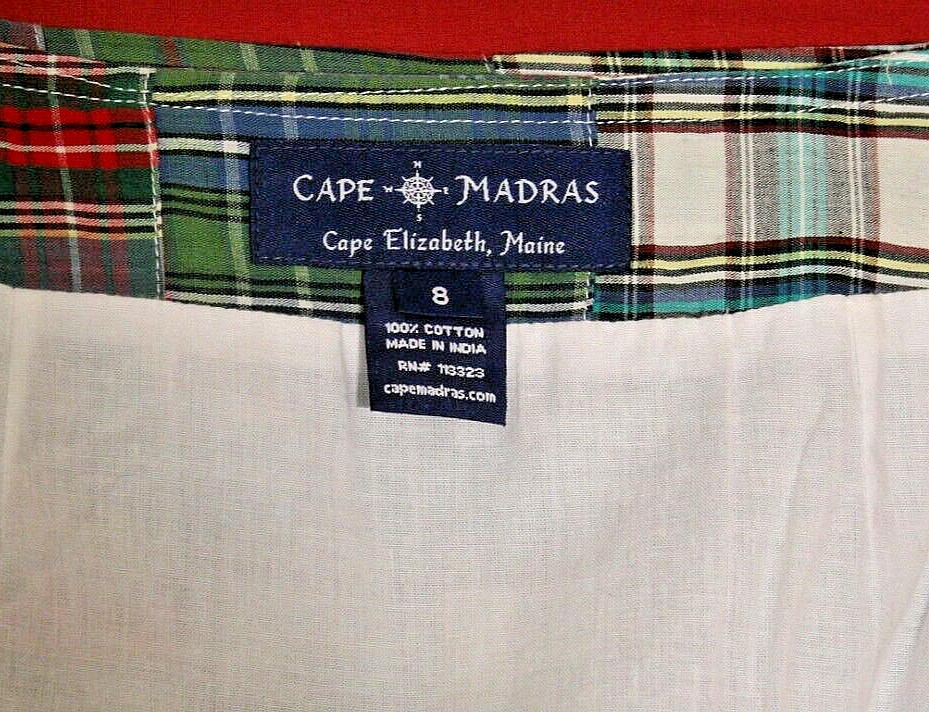 N
CAPE W E MADRAS
S
Cape Elizabeth, Maine
8
100% COTTON
MADE IN INDIA
RN# 113323
capemadras.com